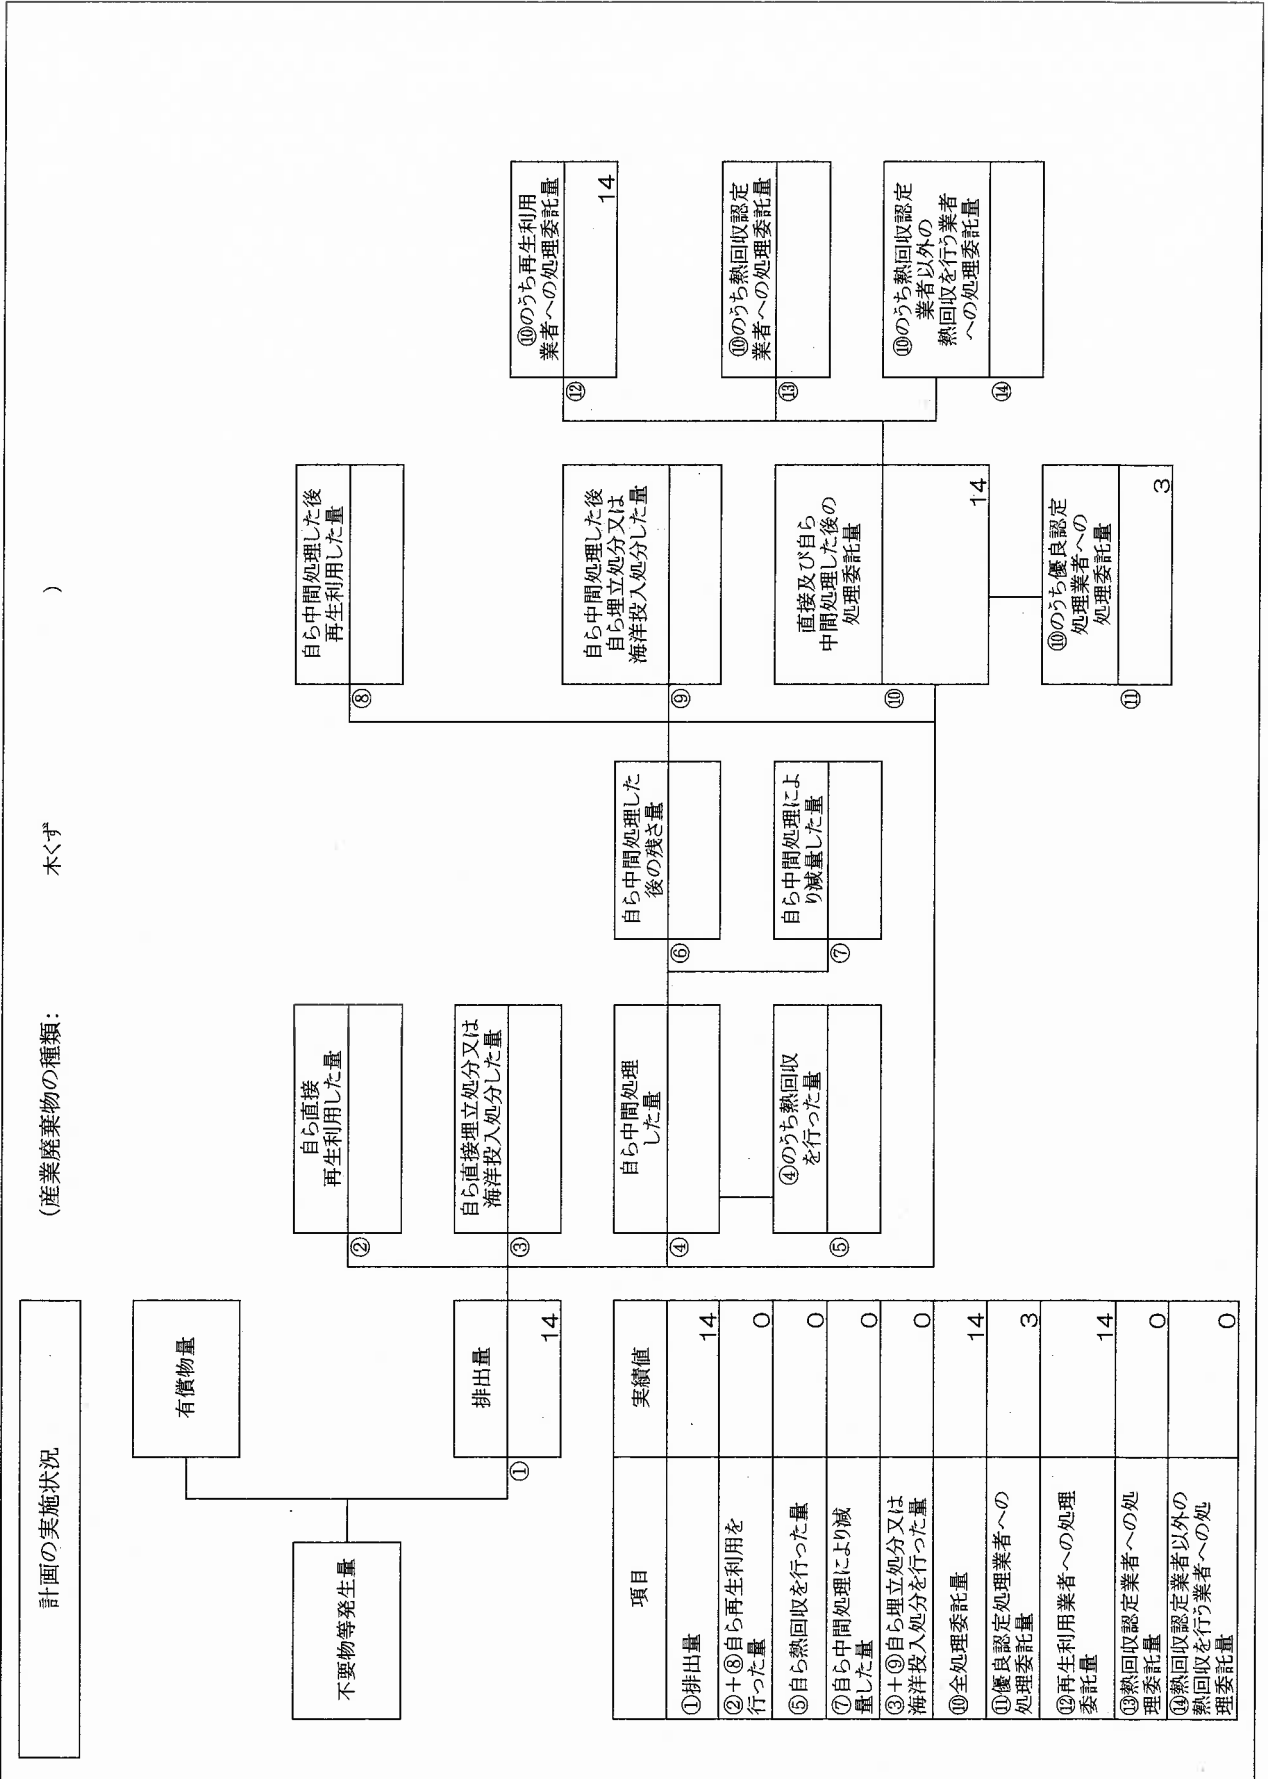 計画の実施状況
(産業廃棄物の種類:
木くず
)
不要物等発生量
有償物量
①
排出量
14
②
自ら直接
再生利用した量
③
自ら直接埋立処分又は
海洋投入処分した量
④
自ら中間処理
した量
⑤
④のうち熱回収
を行った量
⑥
自ら中間処理した
後の残さ量
⑦
自ら中間処理によ
り減量した量
⑧
自ら中間処理した後
再生利用した量
⑨
自ら中間処理した後
自ら埋立処分又は
海洋投入処分した量
⑩
直接及び自ら
中間処理した後の
処理委託量
14
⑪
⑩のうち優良認定
処理業者への
処理委託量
3
⑫
⑩のうち再生利用
業者への処理委託量
14
⑬
⑩のうち熱回収認定
業者への処理委託量
⑭
⑩のうち熱回収認定
業者以外の
熱回収を行う業者
への処理委託量
項目
実績値
①排出量
14
②+⑧自ら再生利用を
行った量
0
⑤自ら熱回収を行った量
0
⑦自ら中間処理により減
量した量
0
③+⑨自ら埋立処分又は
海洋投入処分を行った量
0
⑩全処理委託量
14
⑪優良認定処理業者への
処理委託量
3
⑫再生利用業者への処理
委託量
14
⑬熱回収認定業者への処
理委託量
0
⑭熱回収認定業者以外の
熱回収を行う業者への処
理委託量
0